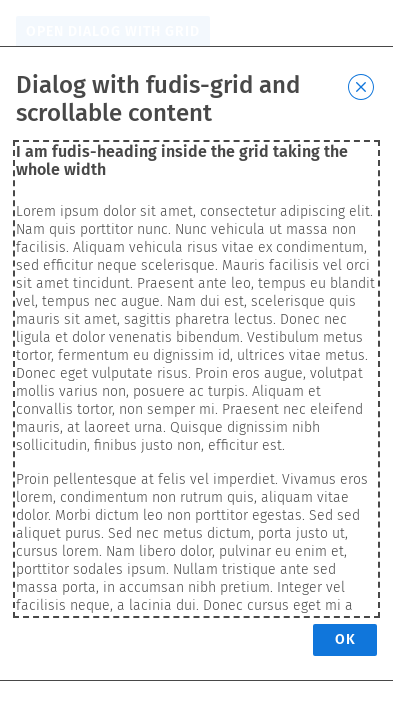 OPEN DIALOG WITH GRID
Dialog with fudis-grid and
scrollable content
I am fudis-heading inside the grid taking the
whole width
Lorem ipsum dolor sit amet, consectetur adipiscing elit.
Nam quis porttitor nunc. Nunc vehicula ut massa non
facilisis. Aliquam vehicula risus vitae ex condimentum,
sed efficitur neque scelerisque. Mauris facilisis vel orci
sit amet tincidunt. Praesent ante leo, tempus eu blandit
vel, tempus nec augue. Nam dui est, scelerisque quis
mauris sit amet, sagittis pharetra lectus. Donec nec
ligula et dolor venenatis bibendum. Vestibulum metus
tortor, fermentum eu dignissim id, ultrices vitae metus.
Donec eget vulputate risus. Proin eros augue, volutpat
mollis varius non, posuere ac turpis. Aliquam et
convallis tortor, non semper mi. Praesent nec eleifend
mauris, at laoreet urna. Quisque dignissim nibh
sollicitudin, finibus justo non, efficitur est.
Proin pellentesque at felis vel imperdiet. Vivamus eros
lorem, condimentum non rutrum quis, aliquam vitae
dolor. Morbi dictum leo non porttitor egestas. Sed sed
aliquet purus. Sed nec metus dictum, porta justo ut,
cursus lorem. Nam libero dolor, pulvinar eu enim et,
porttitor sodales ipsum. Nullam tristique ante sed
massa porta, in accumsan nibh pretium. Integer vel
facilisis neque, a lacinia dui. Donec cursus eget mi a
OK